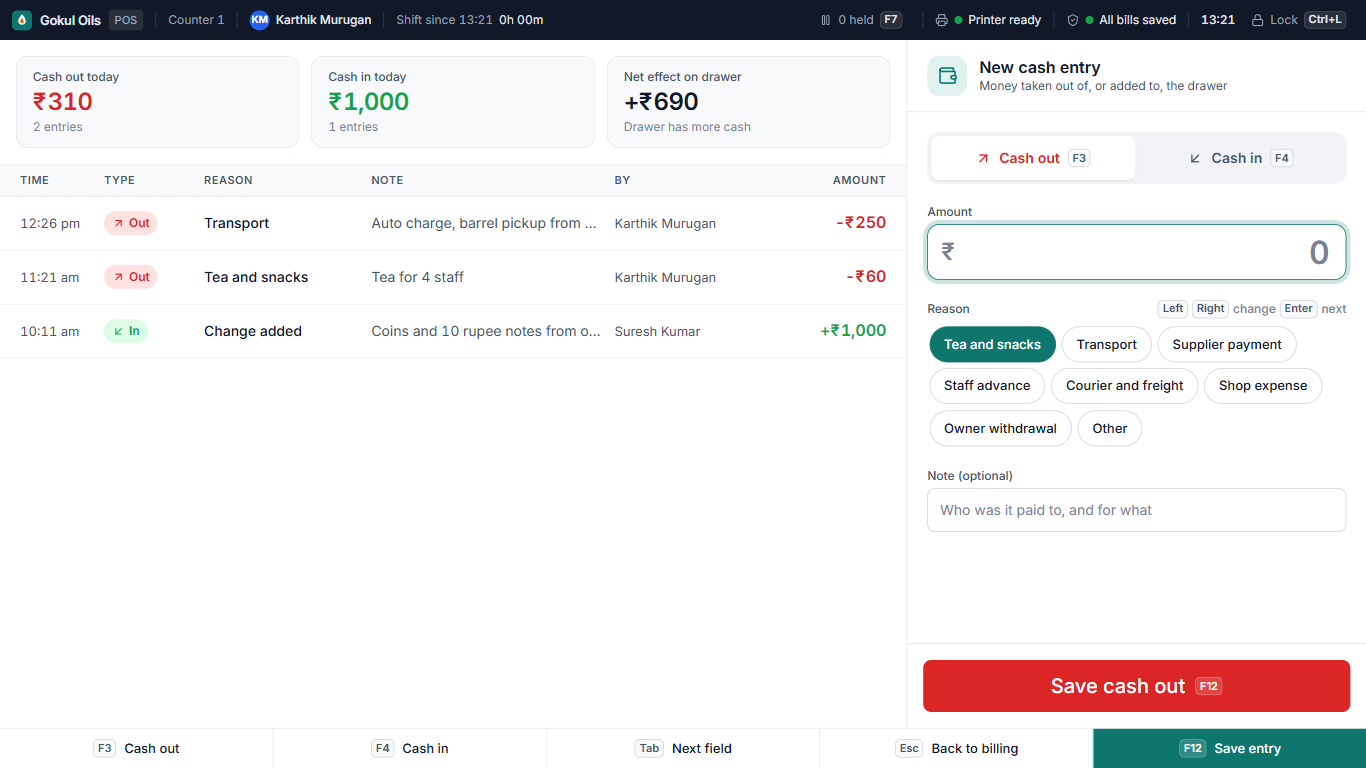 Gokul Oils POS Counter 1 KM Karthik Murugan Shift since 13:21 0h 00m 0 held F7 Printer ready All bills saved 13:21 Lock Ctrl+L
Cash out today
₹310
2 entries
Cash in today
₹1,000
1 entries
Net effect on drawer
+₹690
Drawer has more cash
TIME TYPE REASON NOTE BY AMOUNT
12:26 pm Out Transport Auto charge, barrel pickup from ... Karthik Murugan -₹250
11:21 am Out Tea and snacks Tea for 4 staff Karthik Murugan -₹60
10:11 am In Change added Coins and 10 rupee notes from o... Suresh Kumar +₹1,000
New cash entry
Money taken out of, or added to, the drawer
Cash out F3 Cash in F4
Amount
₹ 0
Reason Left Right change Enter next
Tea and snacks Transport Supplier payment
Staff advance Courier and freight Shop expense
Owner withdrawal Other
Note (optional)
Who was it paid to, and for what
Save cash out F12
F3 Cash out F4 Cash in Tab Next field Esc Back to billing F12 Save entry